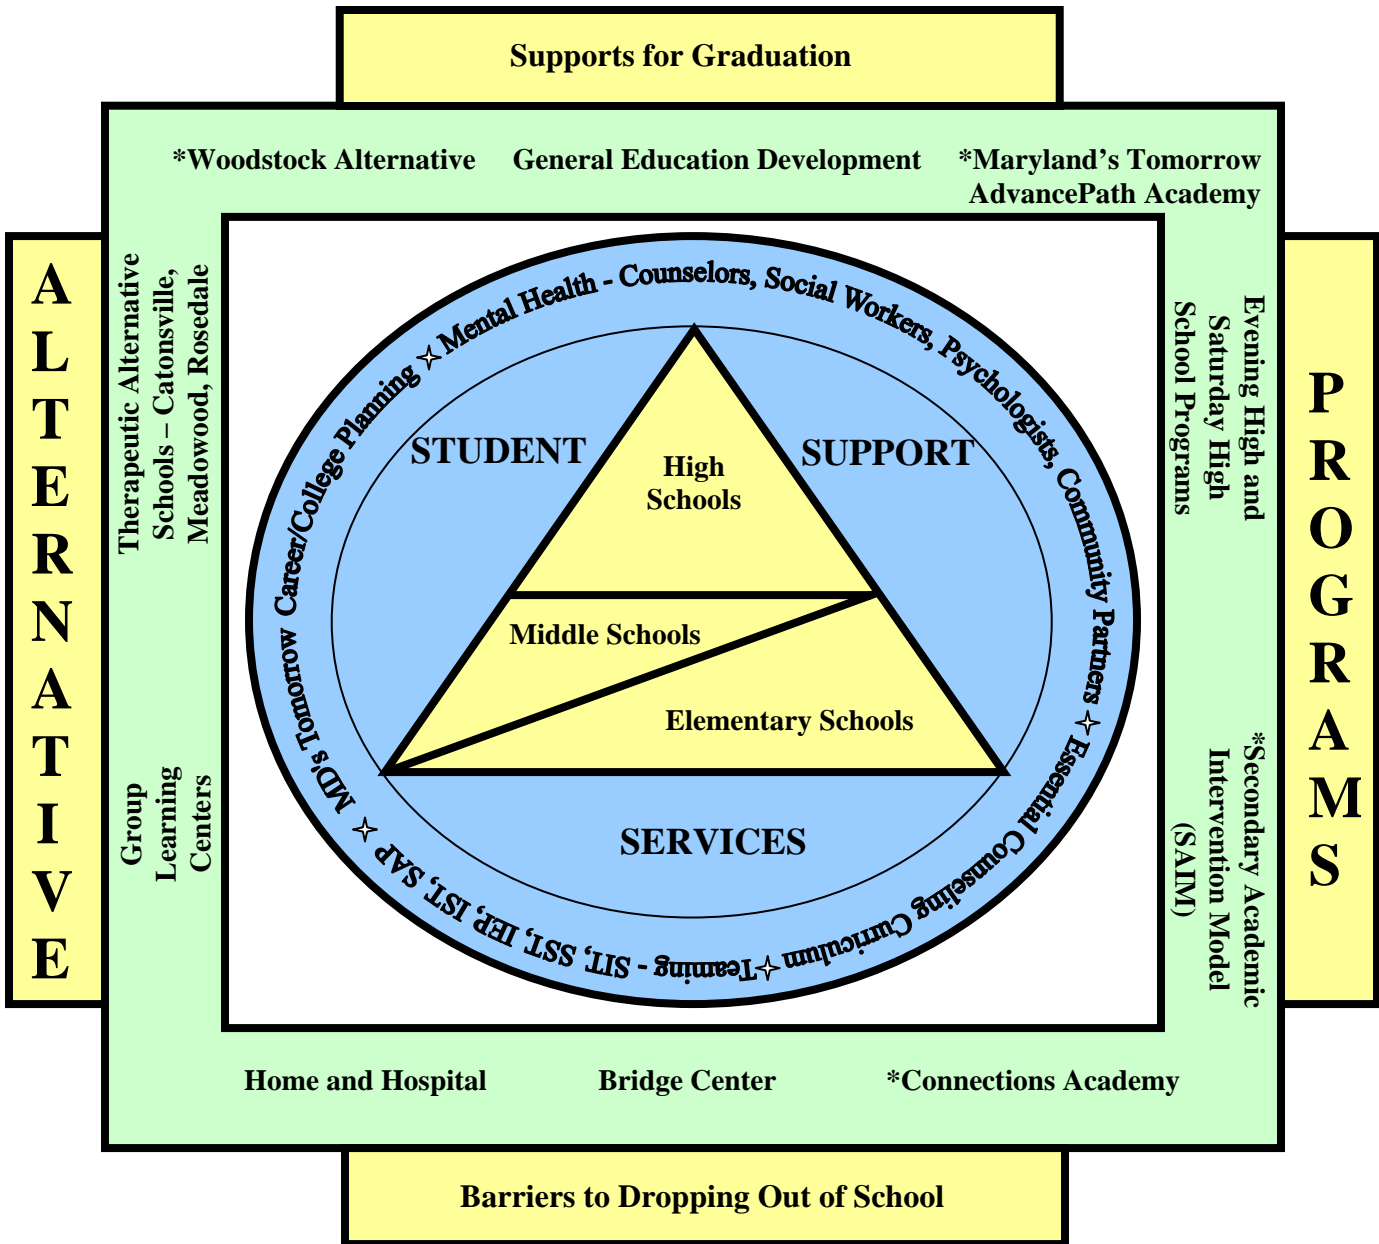 Supports for Graduation
*Woodstock Alternative
General Education Development
*Maryland's Tomorrow
AdvancePath Academy
ALTERNATIVE
Therapeutic Alternative
Schools – Catonsville,
Meadowood, Rosedale
Group
Learning
Centers
Career/College Planning ✧ Mental Health - Counselors, Social Workers, Psychologists, Community Partners ✧ Essential Counseling Curriculum ✧ Teaming - SIT, SST, IEP, IST, SAP ✧ MD's Tomorrow
STUDENT
SUPPORT
High
Schools
Middle Schools
Elementary Schools
SERVICES
Evening High and
Saturday High
School Programs
*Secondary Academic
Intervention Model
(SAIM)
PROGRAMS
Home and Hospital
Bridge Center
*Connections Academy
Barriers to Dropping Out of School